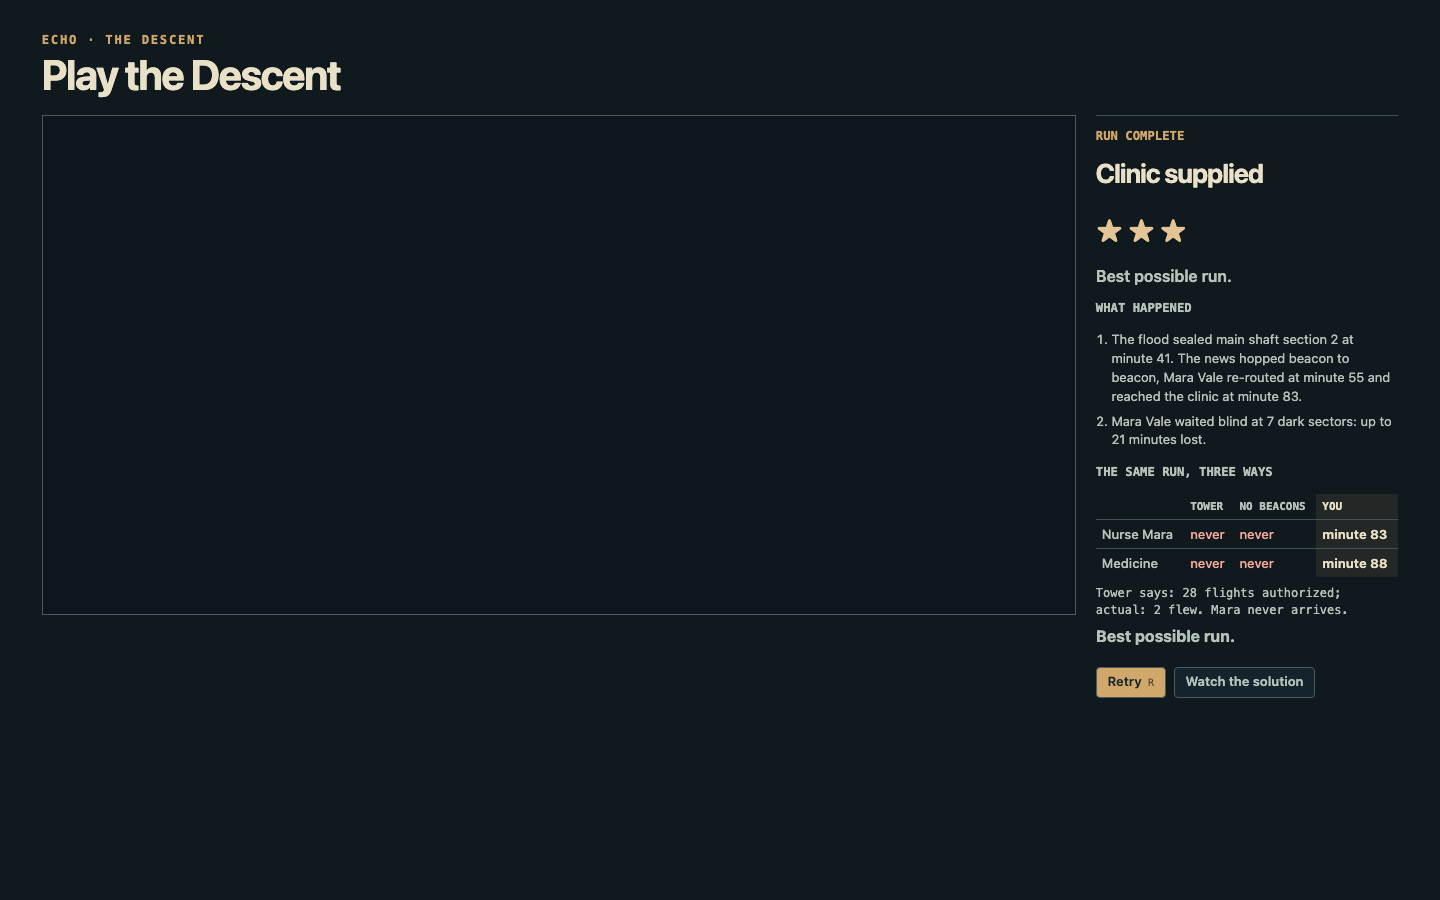 ECHO · THE DESCENT
Play the Descent
RUN COMPLETE
Clinic supplied
Best possible run.
WHAT HAPPENED
1. The flood sealed main shaft section 2 at
minute 41. The news hopped beacon to
beacon, Mara Vale re-routed at minute 55 and
reached the clinic at minute 83.
2. Mara Vale waited blind at 7 dark sectors: up to
21 minutes lost.
THE SAME RUN, THREE WAYS
TOWER NO BEACONS YOU
Nurse Mara never never minute 83
Medicine never never minute 88
Tower says: 28 flights authorized;
actual: 2 flew. Mara never arrives.
Best possible run.
Retry R Watch the solution